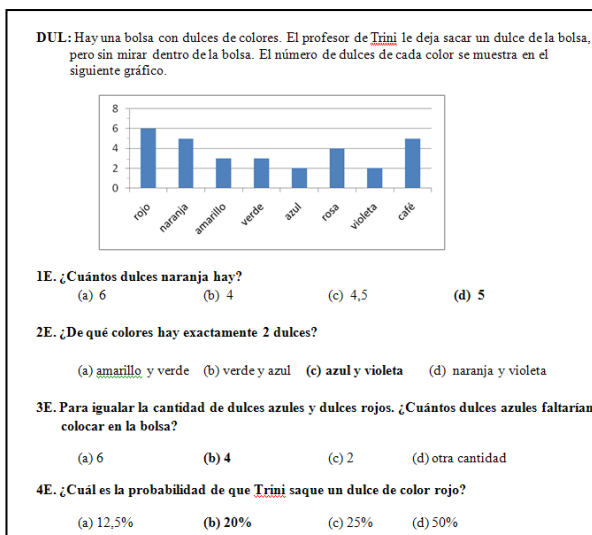 DUL: Hay una bolsa con dulces de colores. El profesor de Trini le deja sacar un dulce de la bolsa,
pero sin mirar dentro de la bolsa. El número de dulces de cada color se muestra en el
siguiente gráfico.
8
6
4
2
0
rojo naranja amarillo verde azul rosa violeta café
1E. ¿Cuántos dulces naranja hay?
(a) 6 (b) 4 (c) 4,5 (d) 5
2E. ¿De qué colores hay exactamente 2 dulces?
(a) amarillo y verde (b) verde y azul (c) azul y violeta (d) naranja y violeta
3E. Para igualar la cantidad de dulces azules y dulces rojos. ¿Cuántos dulces azules faltarían
colocar en la bolsa?
(a) 6 (b) 4 (c) 2 (d) otra cantidad
4E. ¿Cuál es la probabilidad de que Trini saque un dulce de color rojo?
(a) 12,5% (b) 20% (c) 25% (d) 50%